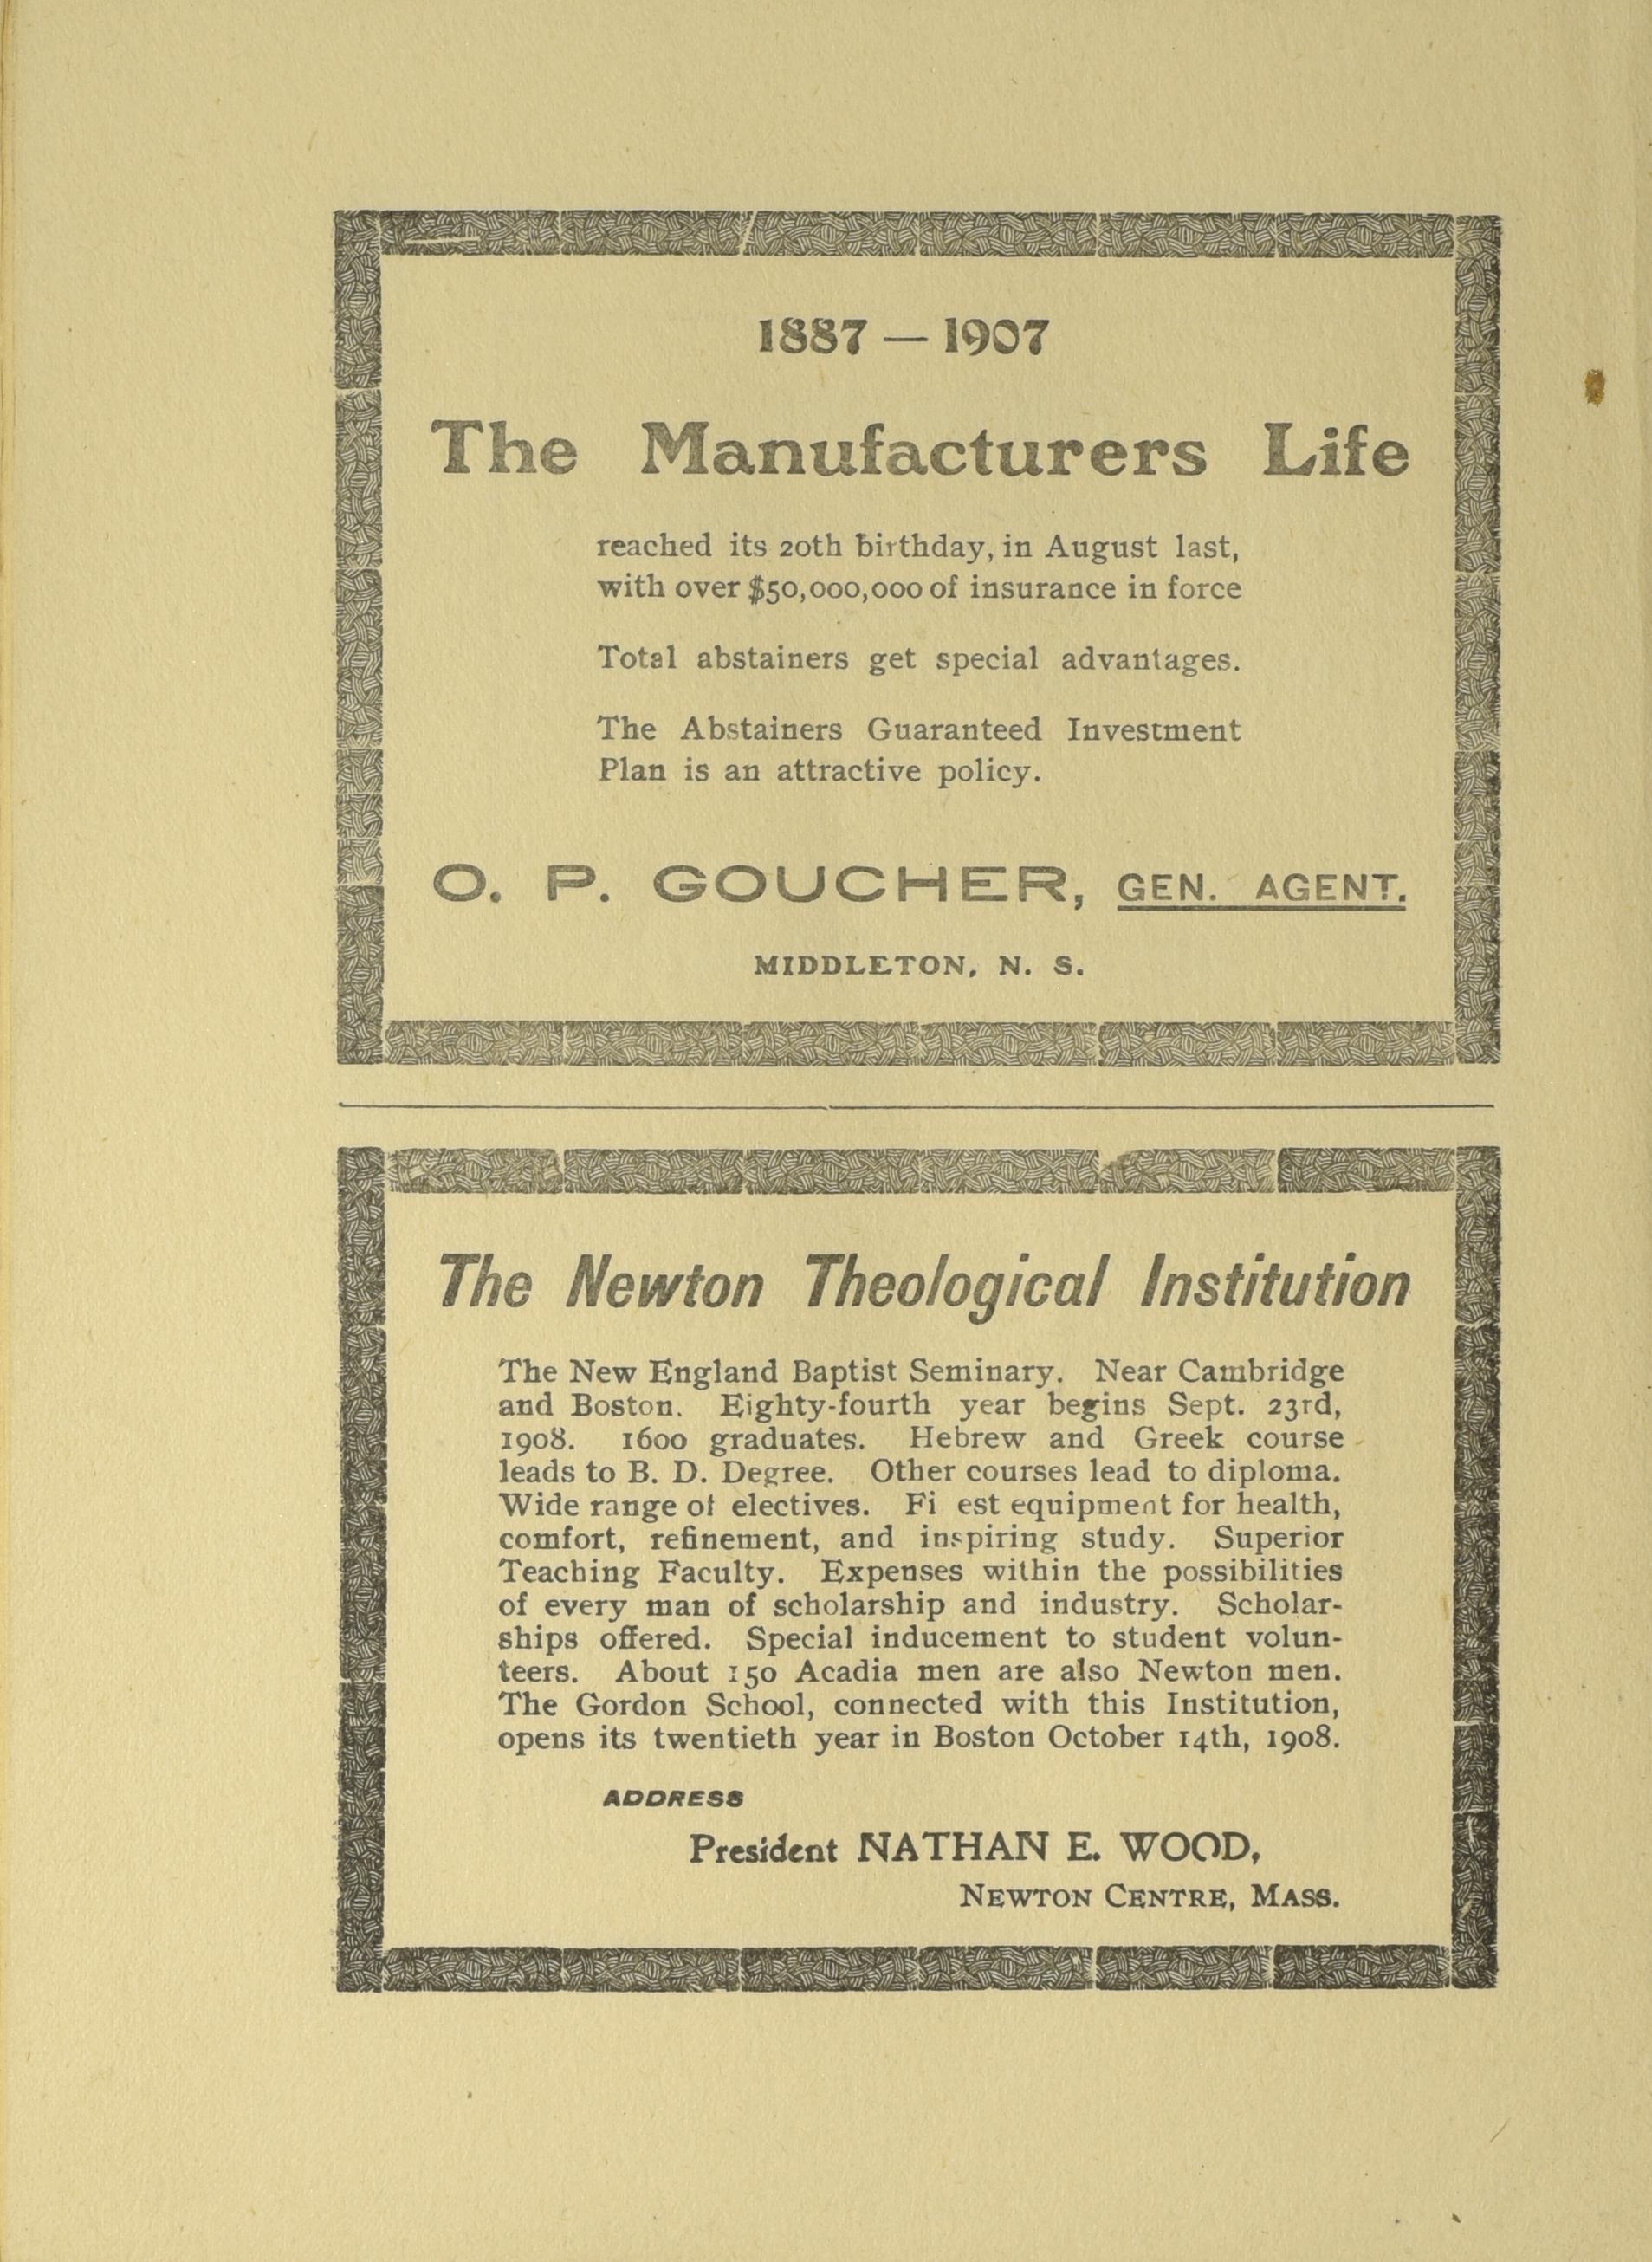 1887 — 1907
The Manufacturers Life
reached its 20th birthday, in August last,
with over $50,000,000 of insurance in force
Total abstainers get special advantages.
The Abstainers Guaranteed Investment
Plan is an attractive policy.
O. P. GOUCHER, GEN. AGENT.
MIDDLETON, N. S.
The Newton Theological Institution
The New England Baptist Seminary. Near Cambridge
and Boston. Eighty-fourth year begins Sept. 23rd,
1908. 1600 graduates. Hebrew and Greek course
leads to B. D. Degree. Other courses lead to diploma.
Wide range of electives. Fi est equipment for health,
comfort, refinement, and inspiring study. Superior
Teaching Faculty. Expenses within the possibilities
of every man of scholarship and industry. Scholar-
ships offered. Special inducement to student volun-
teers. About 150 Acadia men are also Newton men.
The Gordon School, connected with this Institution,
opens its twentieth year in Boston October 14th, 1908.
ADDRESS
President NATHAN E. WOOD,
NEWTON CENTRE, MASS.